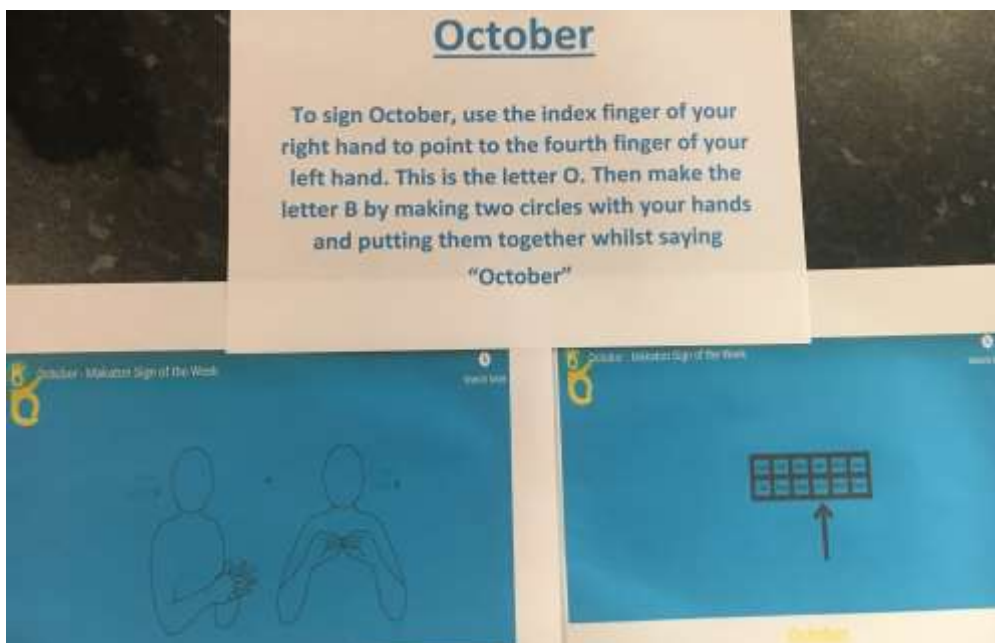 October
To sign October, use the index finger of your
right hand to point to the fourth finger of your
left hand. This is the letter O. Then make the
letter B by making two circles with your hands
and putting them together whilst saying
“October”
October - Makaton Sign of the Week
October - Makaton Sign of the Week
October